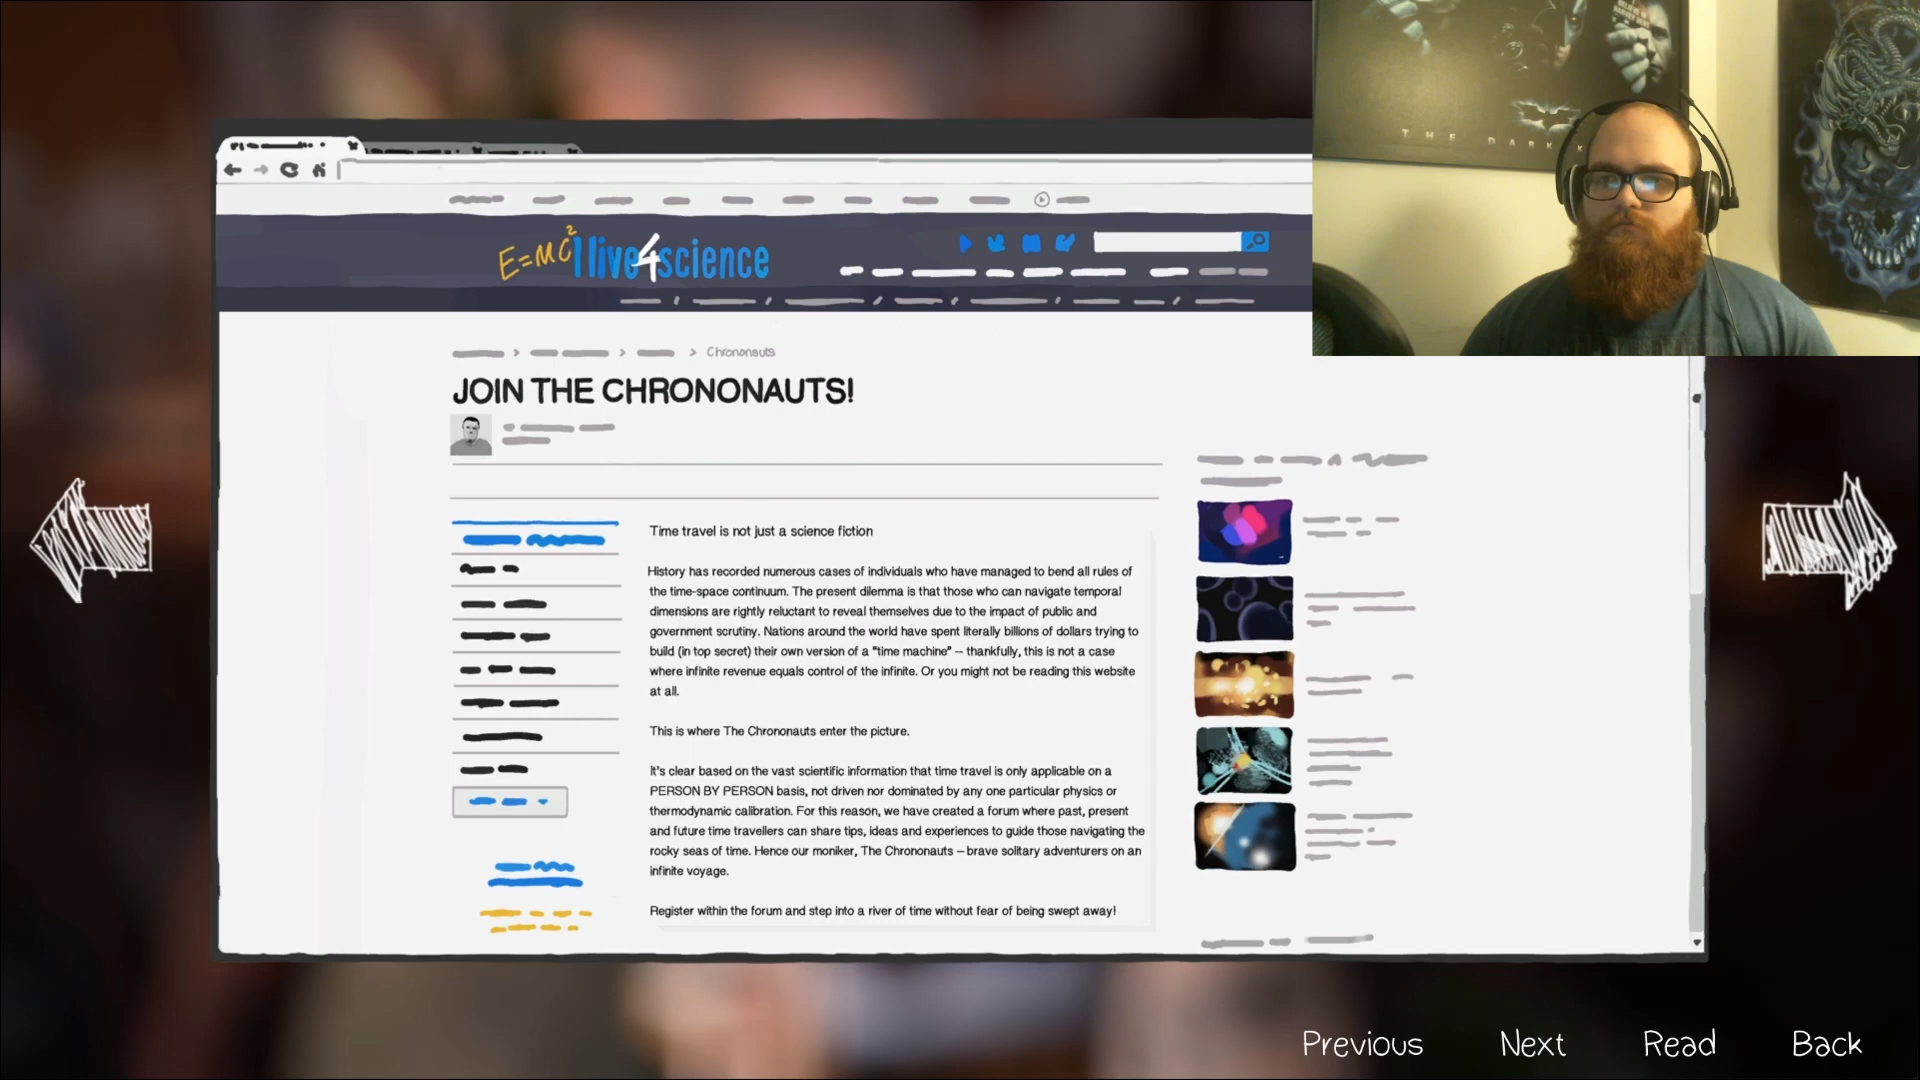 THE DARK K
BELIEVE IN
HARVEY DENT
E=MC²
I live4science
Chrononauts
JOIN THE CHRONONAUTS!
Time travel is not just a science fiction
History has recorded numerous cases of individuals who have managed to bend all rules of
the time-space continuum. The present dilemma is that those who can navigate temporal
dimensions are rightly reluctant to reveal themselves due to the impact of public and
government scrutiny. Nations around the world have spent literally billions of dollars trying to
build (in top secret) their own version of a "time machine" – thankfully, this is not a case
where infinite revenue equals control of the infinite. Or you might not be reading this website
at all.
This is where The Chrononauts enter the picture.
It's clear based on the vast scientific information that time travel is only applicable on a
PERSON BY PERSON basis, not driven nor dominated by any one particular physics or
thermodynamic calibration. For this reason, we have created a forum where past, present
and future time travellers can share tips, ideas and experiences to guide those navigating the
rocky seas of time. Hence our moniker, The Chrononauts – brave solitary adventurers on an
infinite voyage.
Register within the forum and step into a river of time without fear of being swept away!
Previous
Next
Read
Back